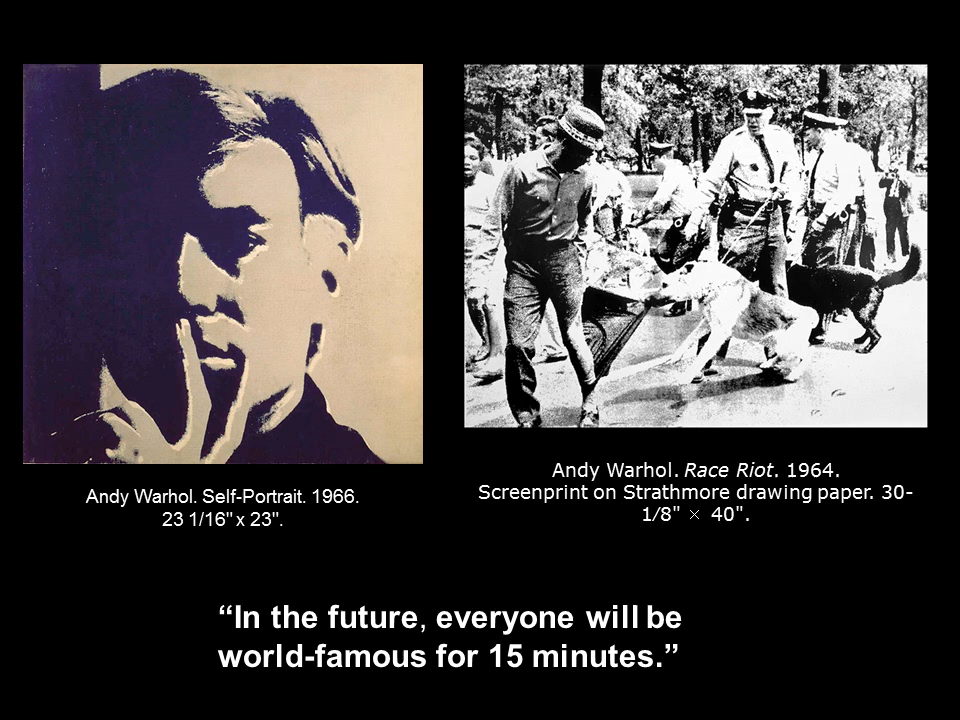 Andy Warhol. Self-Portrait. 1966.
23 1/16" x 23".
Andy Warhol. Race Riot. 1964.
Screenprint on Strathmore drawing paper. 30-
1/8" × 40".
“In the future, everyone will be
world-famous for 15 minutes.”